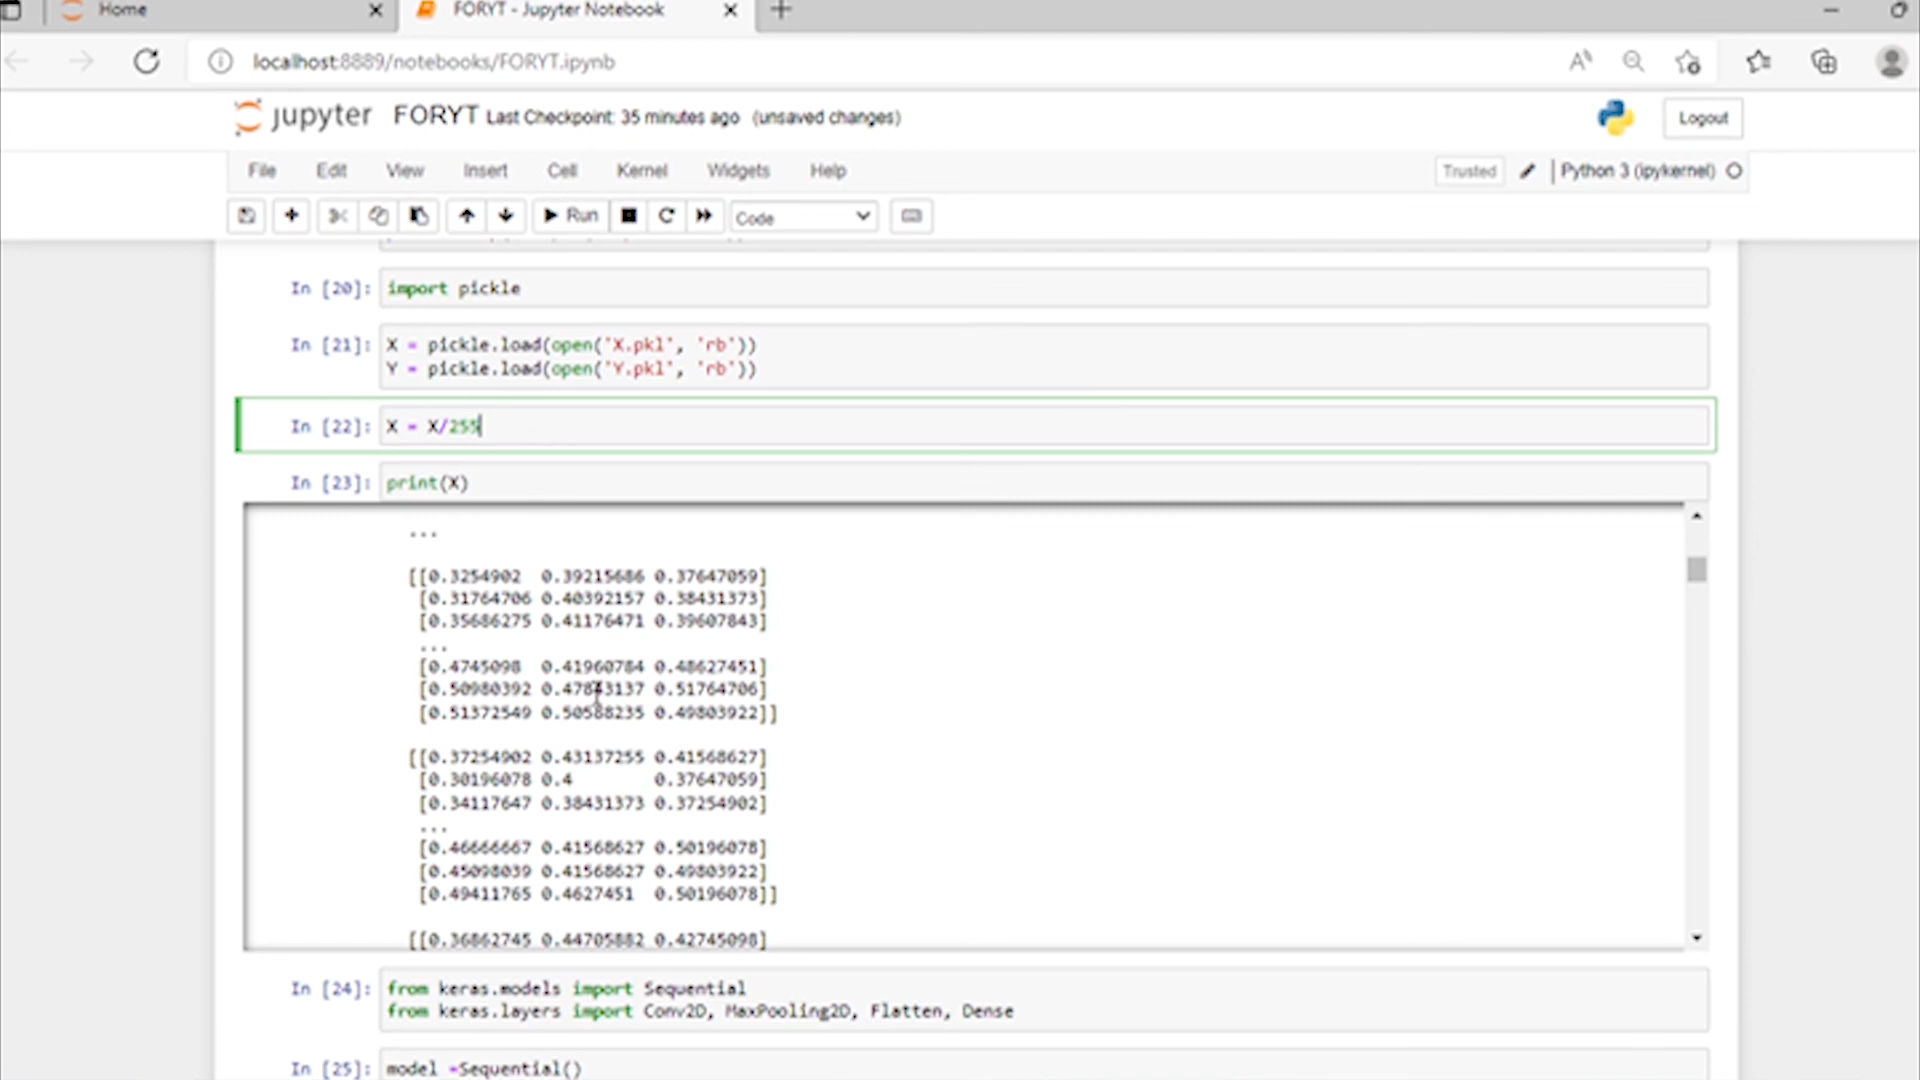 Home
FORYT - Jupyter Notebook
localhost:8889/notebooks/FORYT.ipynb
jupyter FORYT Last Checkpoint: 35 minutes ago (unsaved changes)
Logout
File Edit View Insert Cell Kernel Widgets Help
Trusted
Python 3 (ipykernel)
Run
Code
In [20]: import pickle
In [21]: X = pickle.load(open('X.pkl', 'rb'))
Y = pickle.load(open('Y.pkl', 'rb'))
In [22]: X = X/255
In [23]: print(X)
...
[[0.3254902 0.39215686 0.37647059]
[0.31764706 0.40392157 0.38431373]
[0.35686275 0.41176471 0.39607843]
...
[0.4745098 0.41960784 0.48627451]
[0.50980392 0.47843137 0.51764706]
[0.51372549 0.50588235 0.49803922]]
[[0.37254902 0.43137255 0.41568627]
[0.30196078 0.4 0.37647059]
[0.34117647 0.38431373 0.37254902]
...
[0.46666667 0.41568627 0.50196078]
[0.45098039 0.41568627 0.49803922]
[0.49411765 0.4627451 0.50196078]]
[[0.36862745 0.44705882 0.42745098]
In [24]: from keras.models import Sequential
from keras.layers import Conv2D, MaxPooling2D, Flatten, Dense
In [25]: model =Sequential()